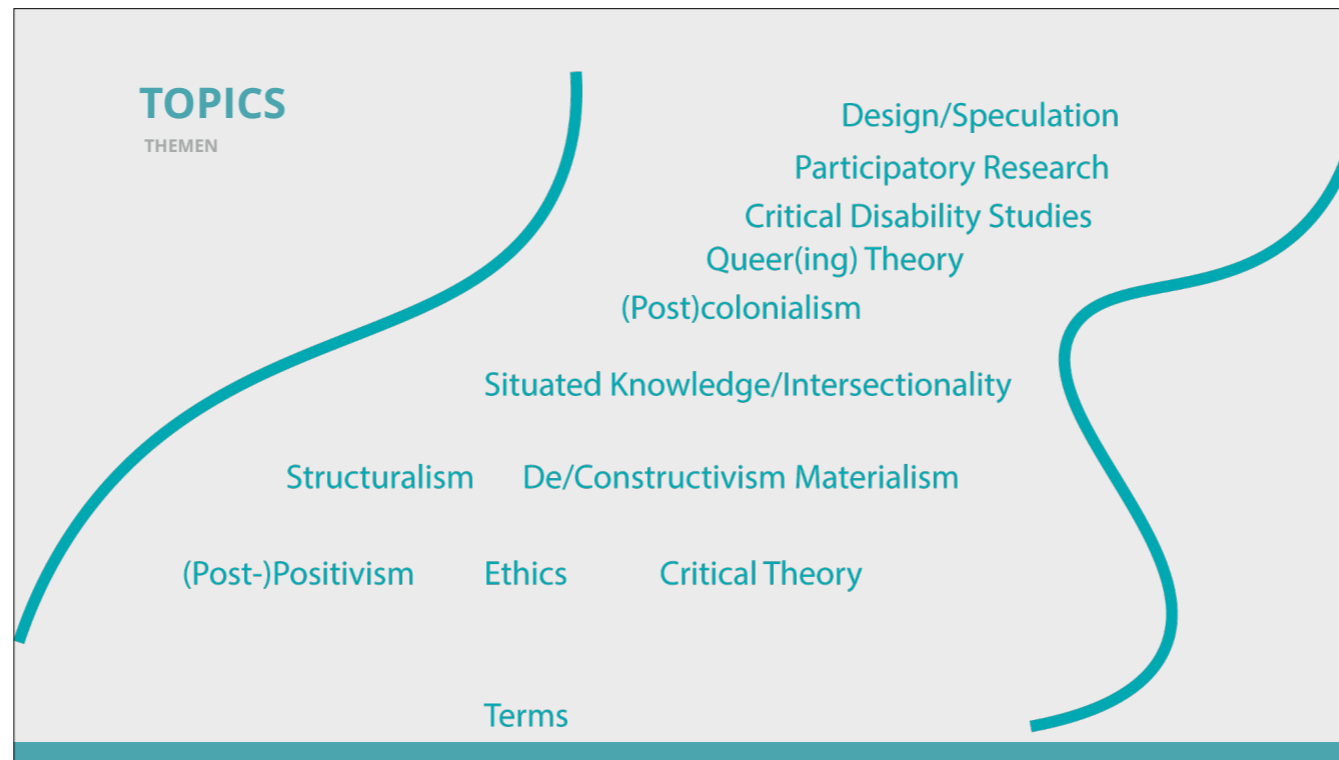 TOPICS
THEMEN
Design/Speculation
Participatory Research
Critical Disability Studies
Queer(ing) Theory
(Post)colonialism
Situated Knowledge/Intersectionality
Structuralism De/Constructivism Materialism
(Post-)Positivism Ethics Critical Theory
Terms